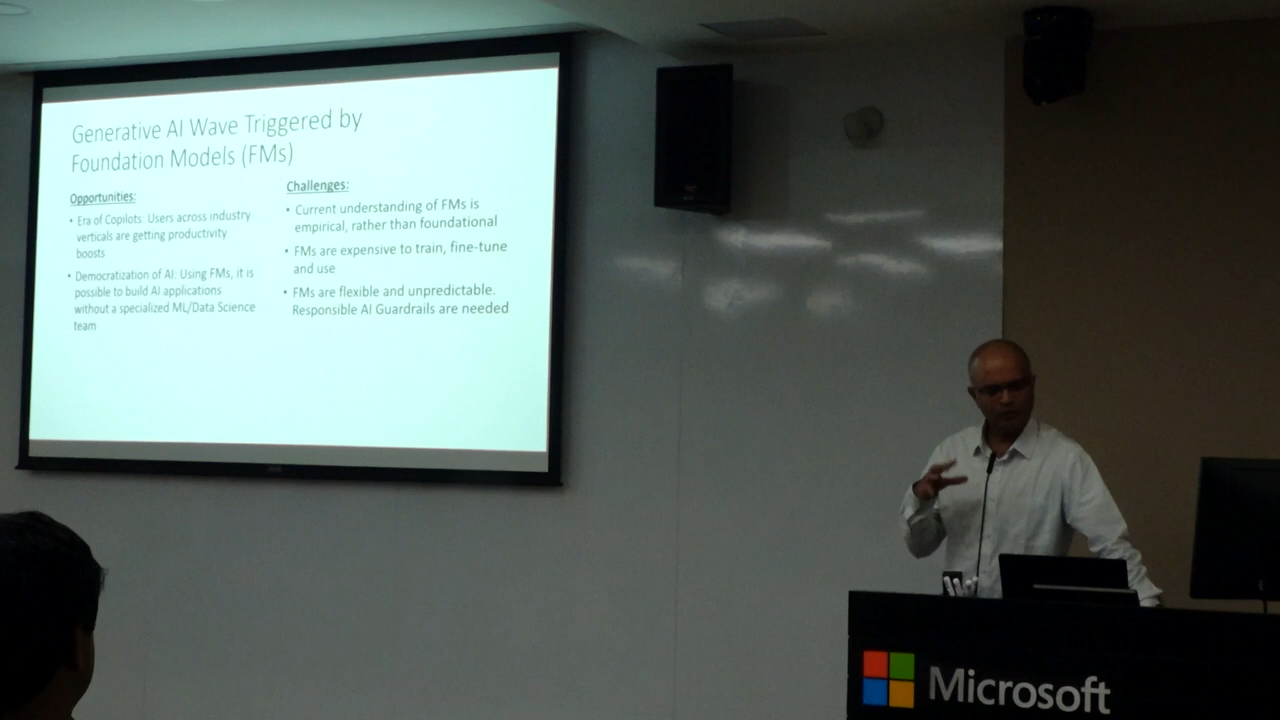 Generative AI Wave Triggered by
Foundation Models (FMs)
Opportunities:
• Era of Copilots: Users across industry
verticals are getting productivity
boosts
• Democratization of AI: Using FMs, it is
possible to build AI applications
without a specialized ML/Data Science
team
Challenges:
• Current understanding of FMs is
empirical, rather than foundational
• FMs are expensive to train, fine-tune
and use
• FMs are flexible and unpredictable.
Responsible AI Guardrails are needed
Microsoft